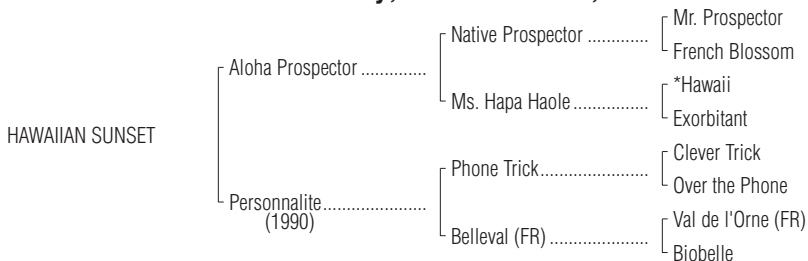 Mr. Prospector
Native Prospector .............
French Blossom
Aloha Prospector ..............
*Hawaii
Ms. Hapa Haole ................
Exorbitant
HAWAIIAN SUNSET
Clever Trick
Phone Trick ....................
Over the Phone
Personnalite .....................
(1990)
Val de l'Orne (FR)
Belleval (FR) ....................
Biobelle